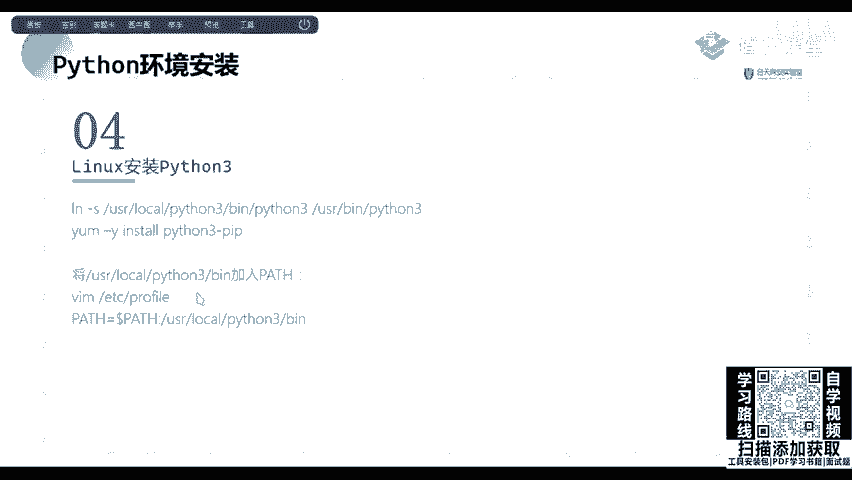 Python环境安装
04
Linux安装Python3
ln -s /usr/local/python3/bin/python3 /usr/bin/python3
yum –y install python3-pip
将/usr/local/python3/bin加入PATH：
vim /etc/profile
PATH=$PATH:/usr/local/python3/bin
学习路线
自学视频
扫描添加获取
工具安装包|PDF学习书籍|面试题